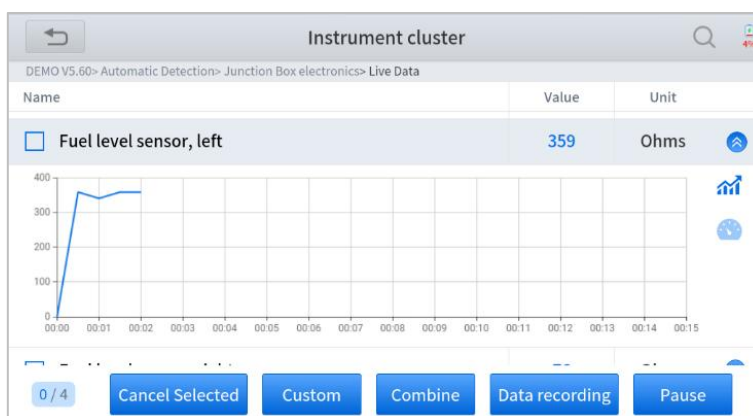 Instrument cluster
4%
DEMO V5.60> Automatic Detection> Junction Box electronics> Live Data
Name Value Unit
Fuel level sensor, left 359 Ohms
400
300
200
100
0
00:00 00:01 00:02 00:03 00:04 00:05 00:06 00:07 00:08 00:09 00:10 00:11 00:12 00:13 00:14 00:15
0 / 4 Cancel Selected Custom Combine Data recording Pause